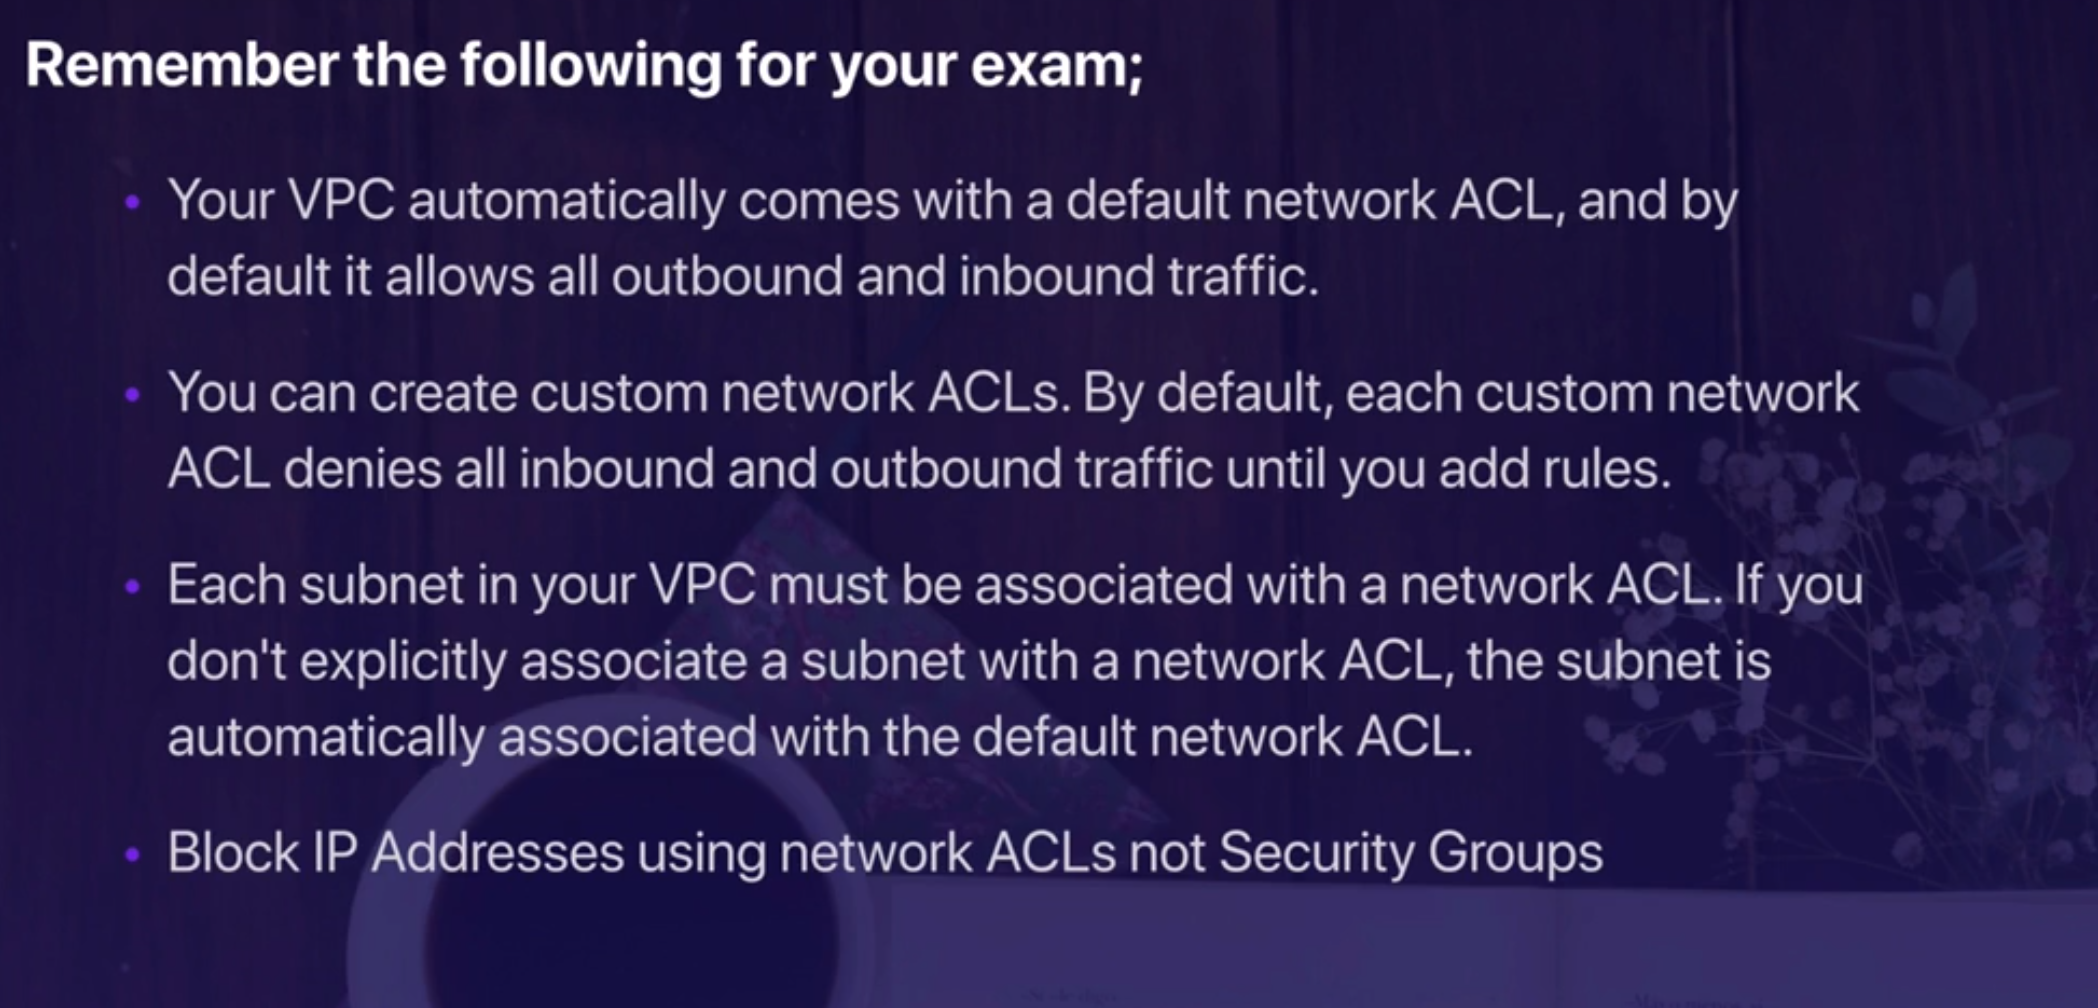 Remember the following for your exam;
• Your VPC automatically comes with a default network ACL, and by
default it allows all outbound and inbound traffic.
• You can create custom network ACLs. By default, each custom network
ACL denies all inbound and outbound traffic until you add rules.
• Each subnet in your VPC must be associated with a network ACL. If you
don't explicitly associate a subnet with a network ACL, the subnet is
automatically associated with the default network ACL.
• Block IP Addresses using network ACLs not Security Groups